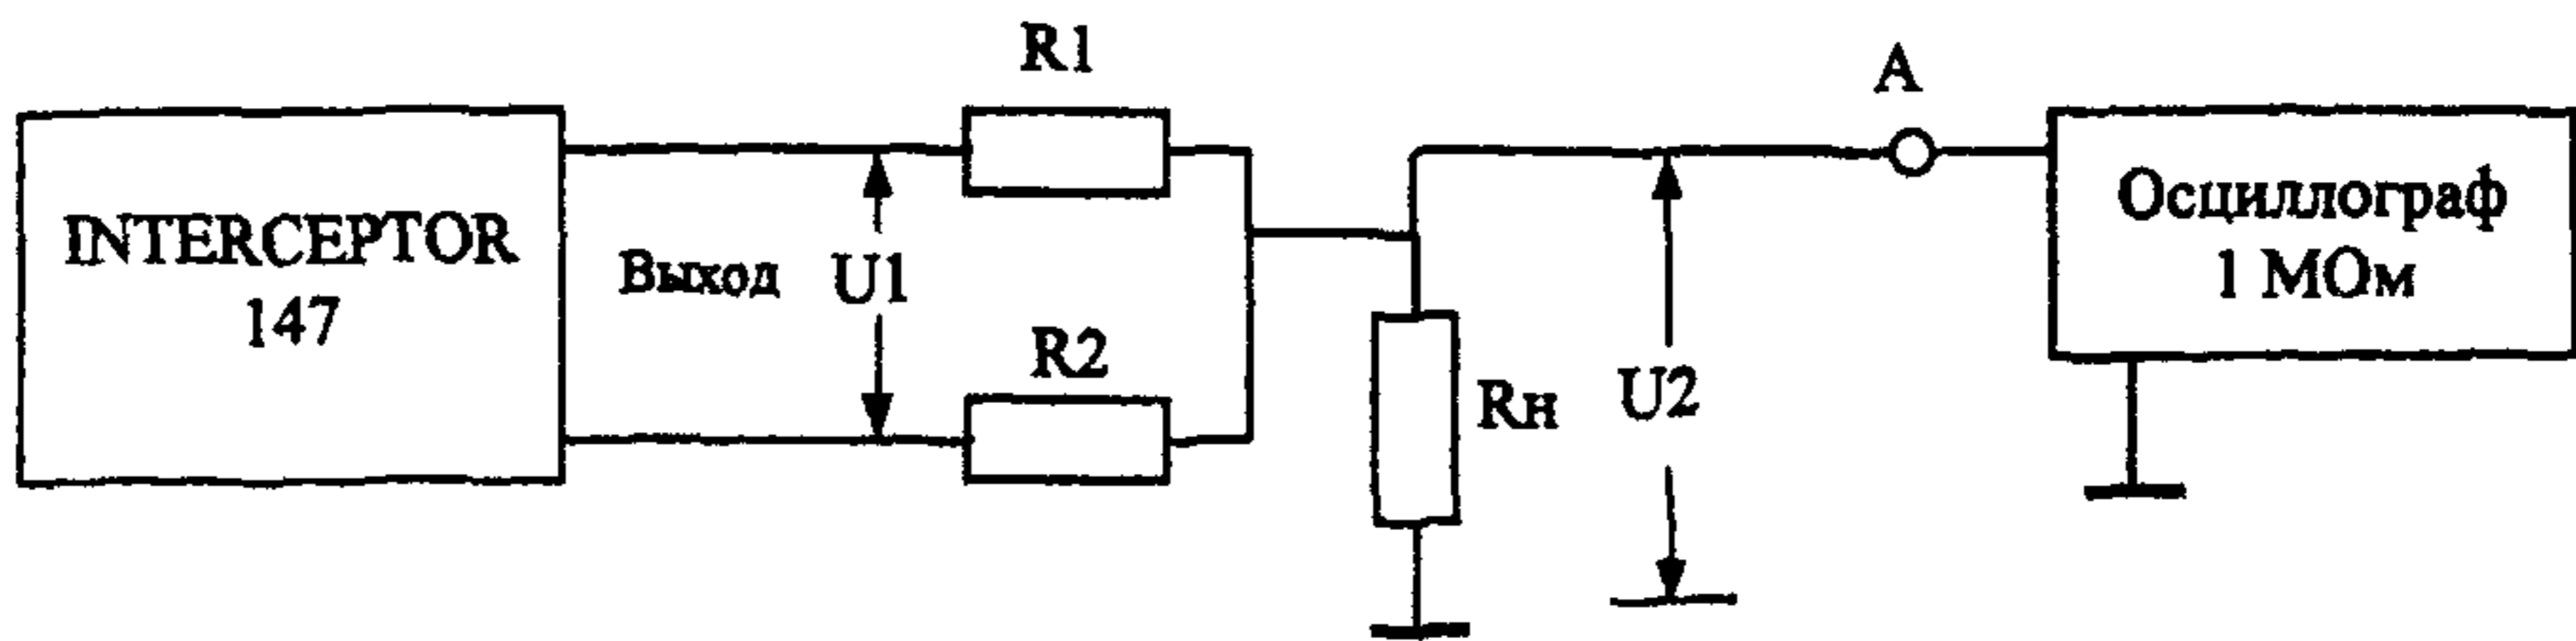 R1
A
INTERCEPTOR
147
Выход
U1
R2
Rн
U2
Осциллограф
1 МОм